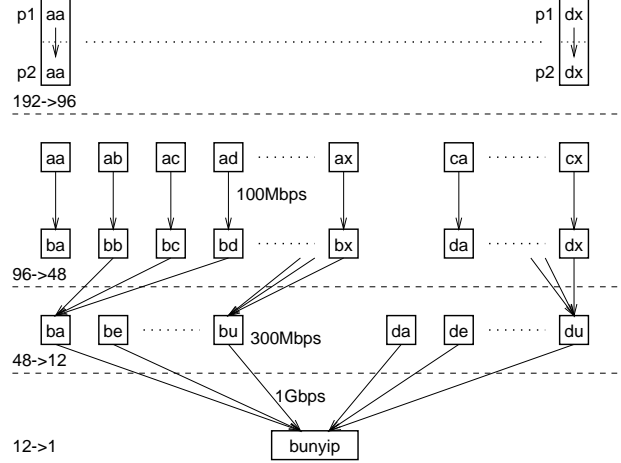 p1 aa p1 dx
p2 aa p2 dx
192->96
aa ab ac ad ax ca cx
100Mbps
ba bb bc bd bx da dx
96->48
ba be bu 300Mbps da de du
48->12
1Gbps
12->1 bunyip